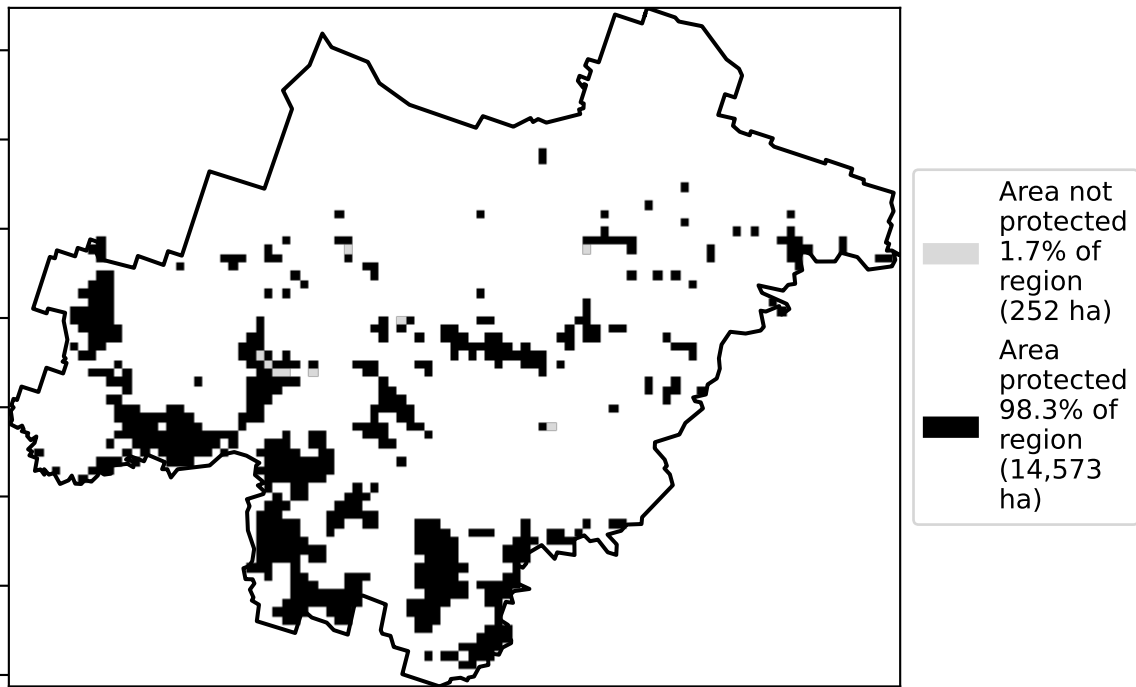 Area not
protected
1.7% of
region
(252 ha)
Area
protected
98.3% of
region
(14,573
ha)